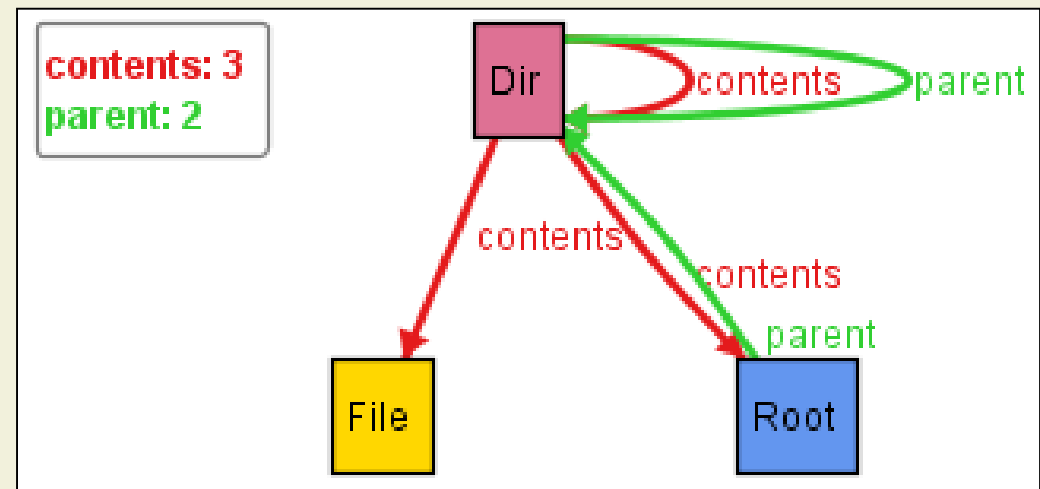 contents: 3
parent: 2
Dir
contents
parent
contents
contents
parent
File
Root